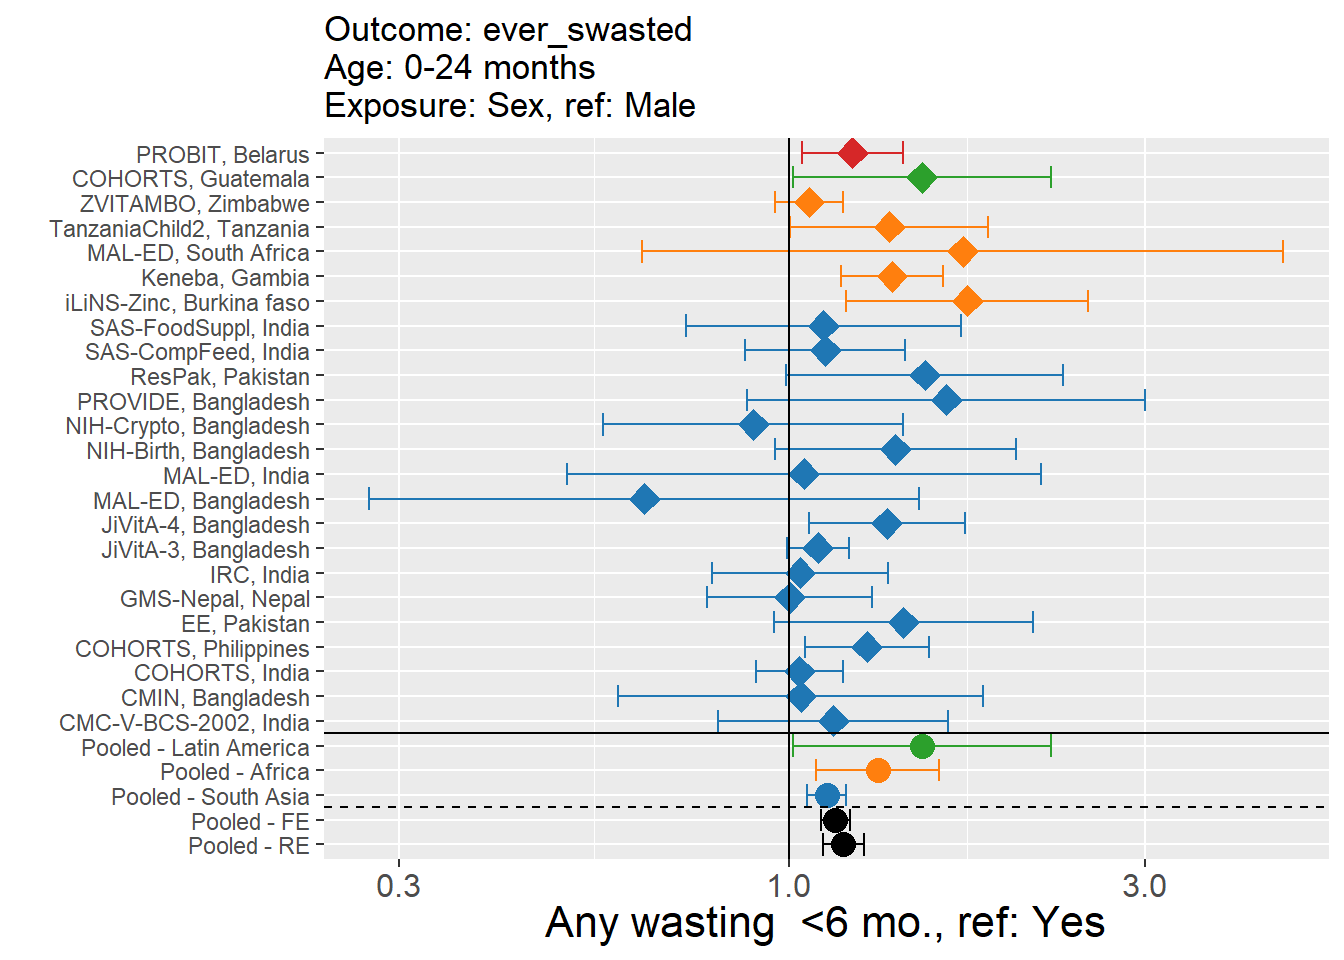 Outcome: ever_swasted
Age: 0-24 months
Exposure: Sex, ref: Male
PROBIT, Belarus
COHORTS, Guatemala
ZVITAMBO, Zimbabwe
TanzaniaChild2, Tanzania
MAL-ED, South Africa
Keneba, Gambia
iLiNS-Zinc, Burkina faso
SAS-FoodSuppl, India
SAS-CompFeed, India
ResPak, Pakistan
PROVIDE, Bangladesh
NIH-Crypto, Bangladesh
NIH-Birth, Bangladesh
MAL-ED, India
MAL-ED, Bangladesh
JiVitA-4, Bangladesh
JiVitA-3, Bangladesh
IRC, India
GMS-Nepal, Nepal
EE, Pakistan
COHORTS, Philippines
COHORTS, India
CMIN, Bangladesh
CMC-V-BCS-2002, India
Pooled - Latin America
Pooled - Africa
Pooled - South Asia
Pooled - FE
Pooled - RE
0.3 1.0 3.0
Any wasting <6 mo., ref: Yes